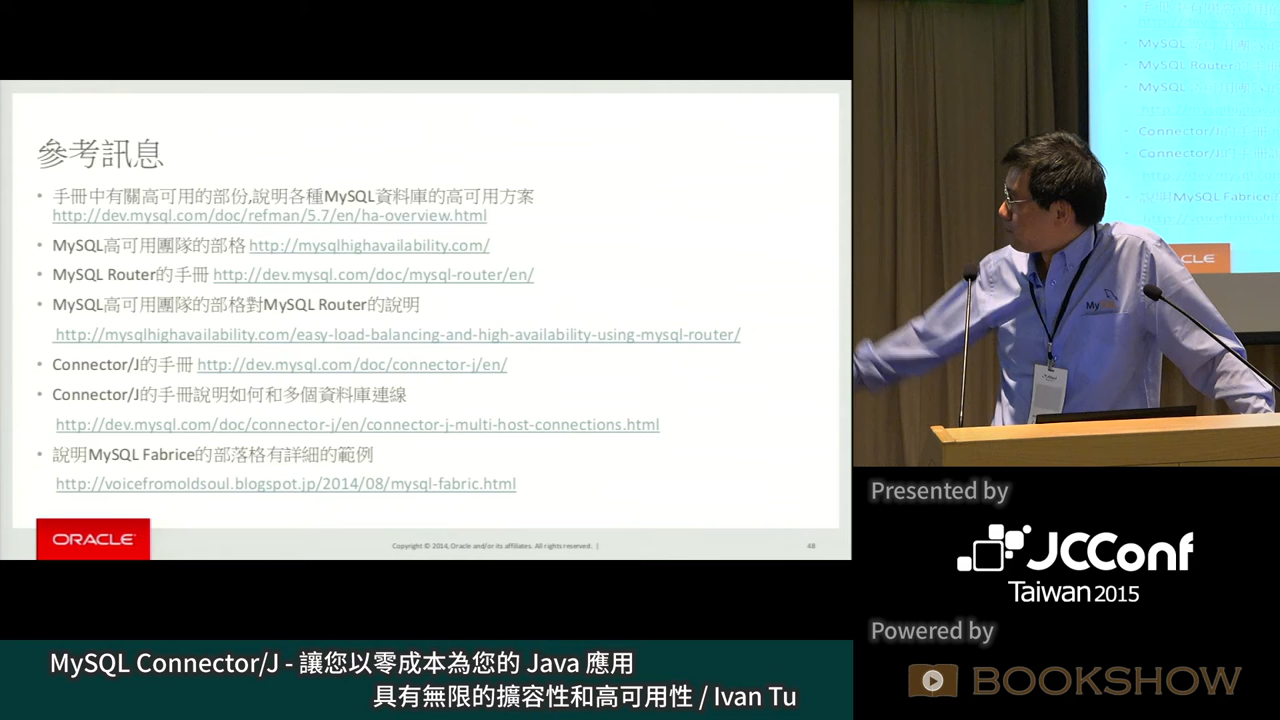 參考訊息
• 手冊中有關高可用的部份,說明各種MySQL資料庫的高可用方案
http://dev.mysql.com/doc/refman/5.7/en/ha-overview.html
• MySQL高可用團隊的部格 http://mysqlhighavailability.com/
• MySQL Router的手冊 http://dev.mysql.com/doc/mysql-router/en/
• MySQL高可用團隊的部格對MySQL Router的說明
http://mysqlhighavailability.com/easy-load-balancing-and-high-availability-using-mysql-router/
• Connector/J的手冊 http://dev.mysql.com/doc/connector-j/en/
• Connector/J的手冊說明如何和多個資料庫連線
http://dev.mysql.com/doc/connector-j/en/connector-j-multi-host-connections.html
• 說明MySQL Fabrice的部落格有詳細的範例
http://voicefromoldsoul.blogspot.jp/2014/08/mysql-fabric.html
ORACLE
Copyright © 2014, Oracle and/or its affiliates. All rights reserved. |
48
MySQL
MySQL Router
MySQL
Connector/J
Connector/J
MySQL Fabrice
CLE
My
Presented by
JCConf
Taiwan 2015
Powered by
BOOKSHOW
MySQL Connector/J - 讓您以零成本為您的 Java 應用
具有無限的擴容性和高可用性 / Ivan Tu